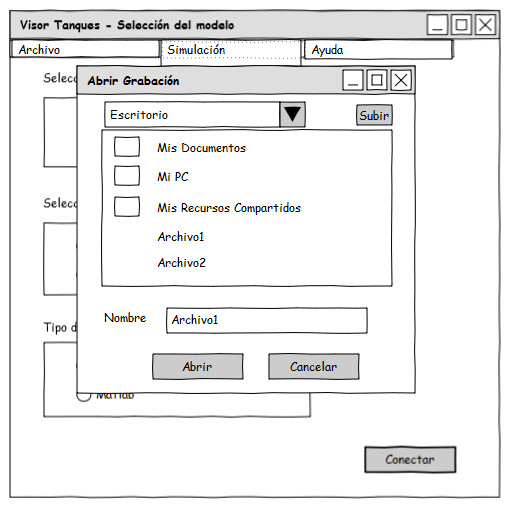 Visor Tanques - Selección del modelo
Archivo Simulación Ayuda
Selecc
Abrir Grabación
Escritorio Subir
Mis Documentos
Mi PC
Mis Recursos Compartidos
Archivo1
Archivo2
Selecc
Nombre Archivo1
Tipo d
Abrir Cancelar
Matlab
Conectar